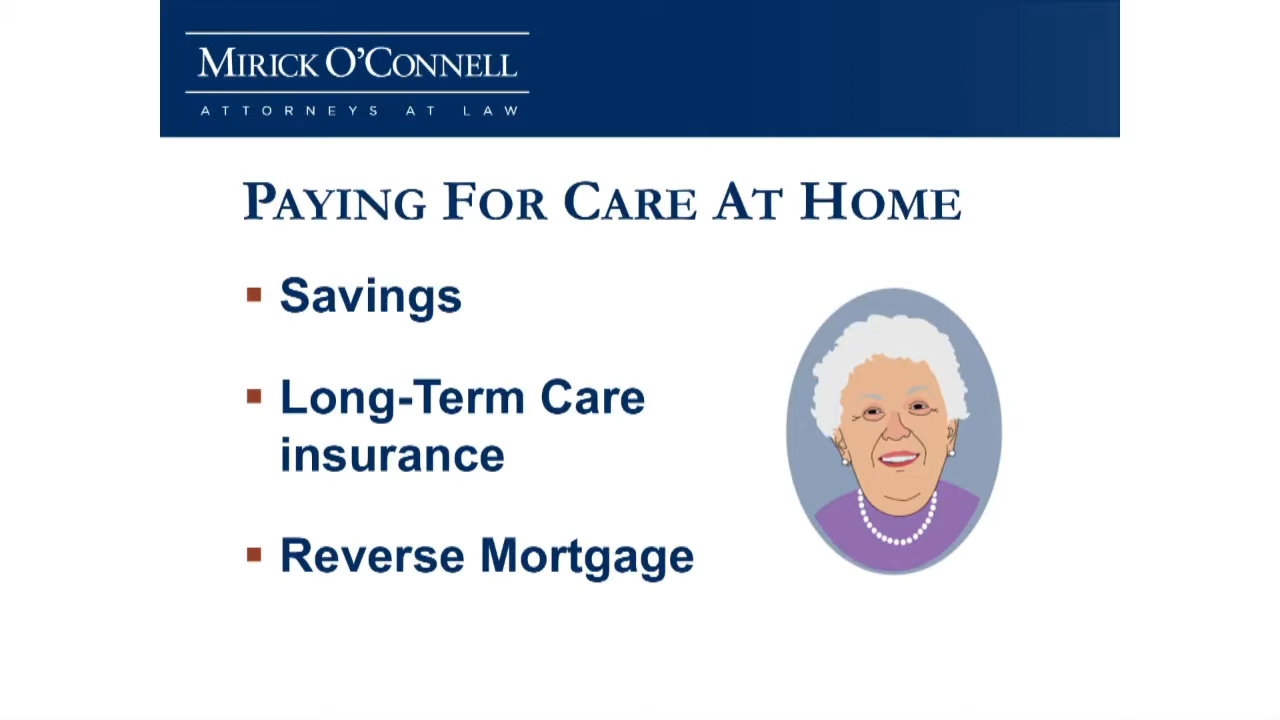 MIRICK O'CONNELL
ATTORNEYS AT LAW
PAYING FOR CARE AT HOME
▪ Savings
▪ Long-Term Care
insurance
▪ Reverse Mortgage